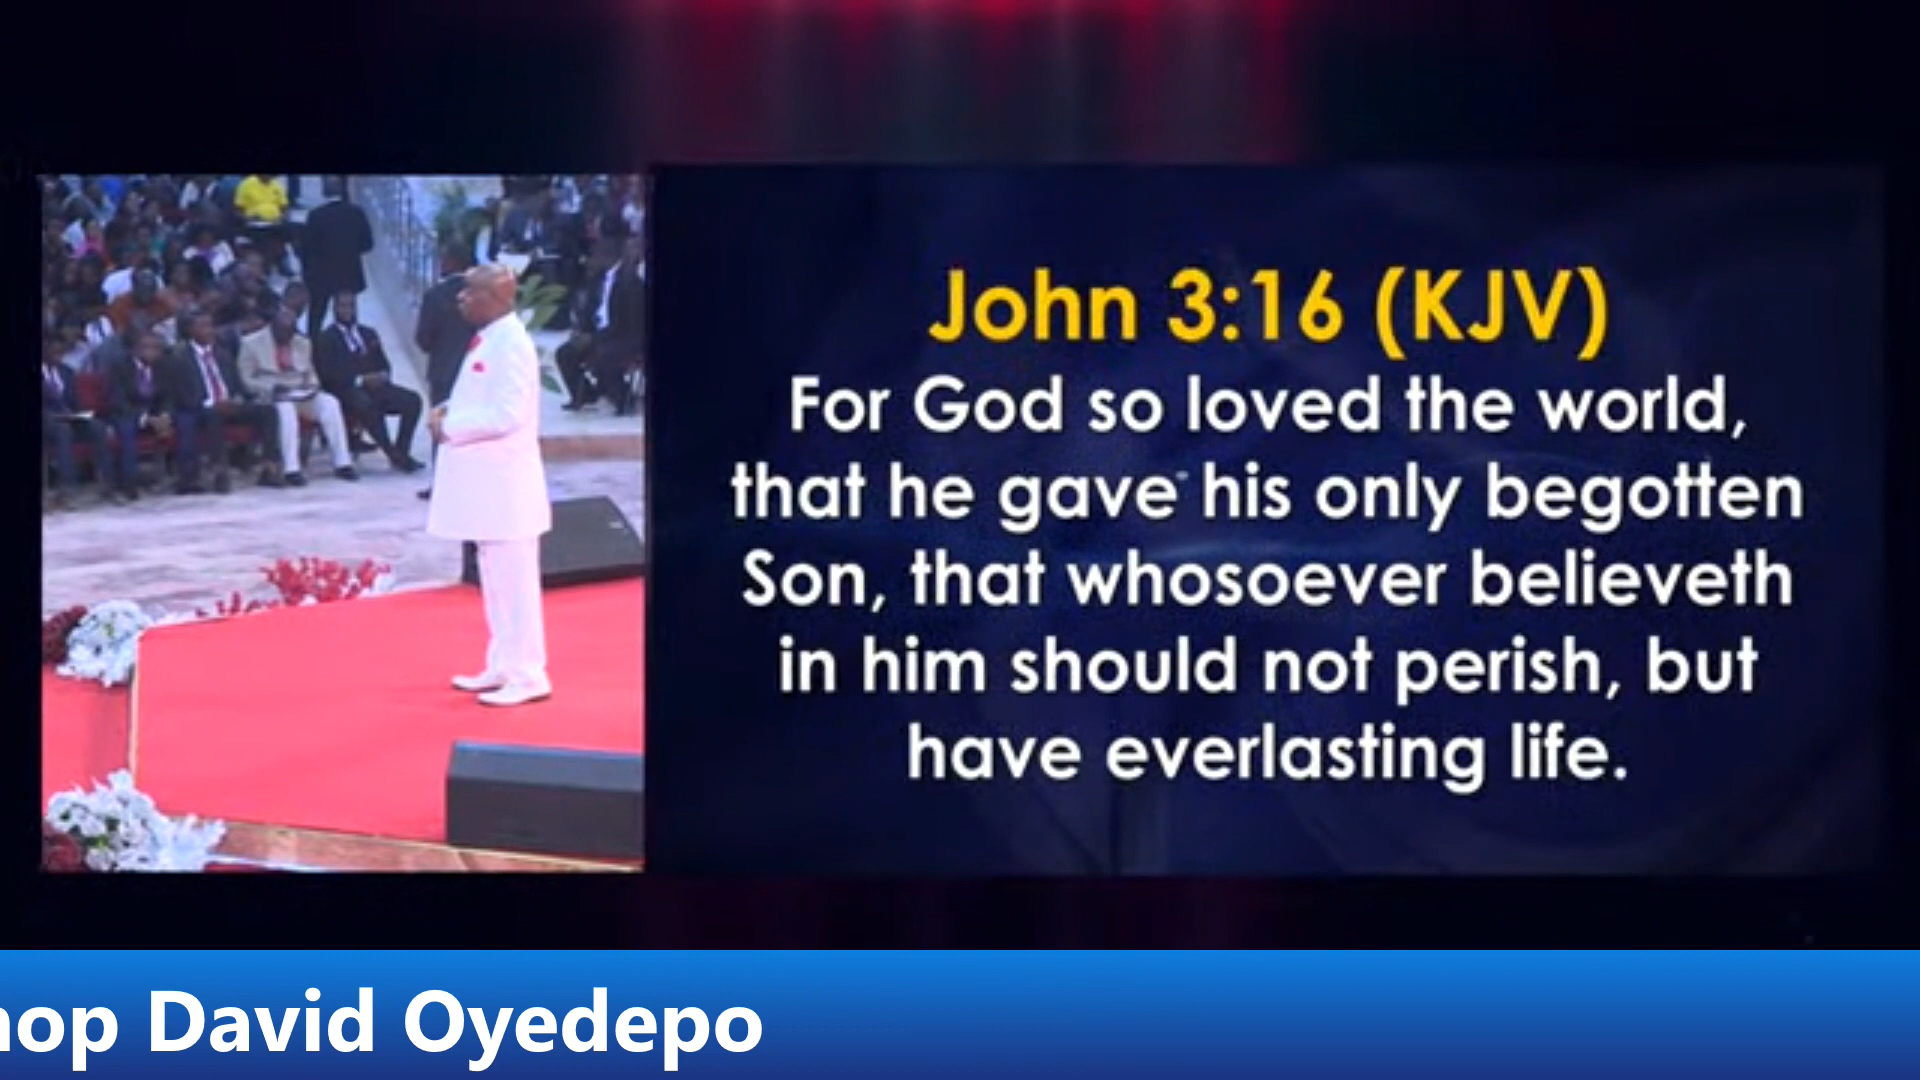 John 3:16 (KJV)
For God so loved the world,
that he gave his only begotten
Son, that whosoever believeth
in him should not perish, but
have everlasting life.
David Oyedepo